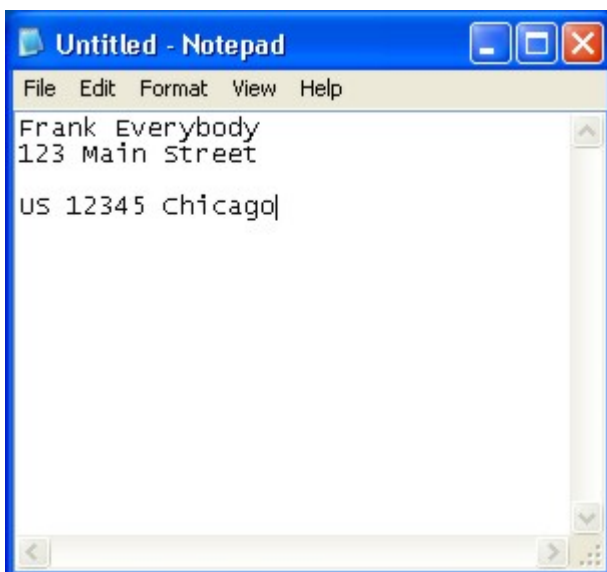 Untitled - Notepad
File Edit Format View Help
Frank Everybody
123 Main Street
US 12345 Chicago